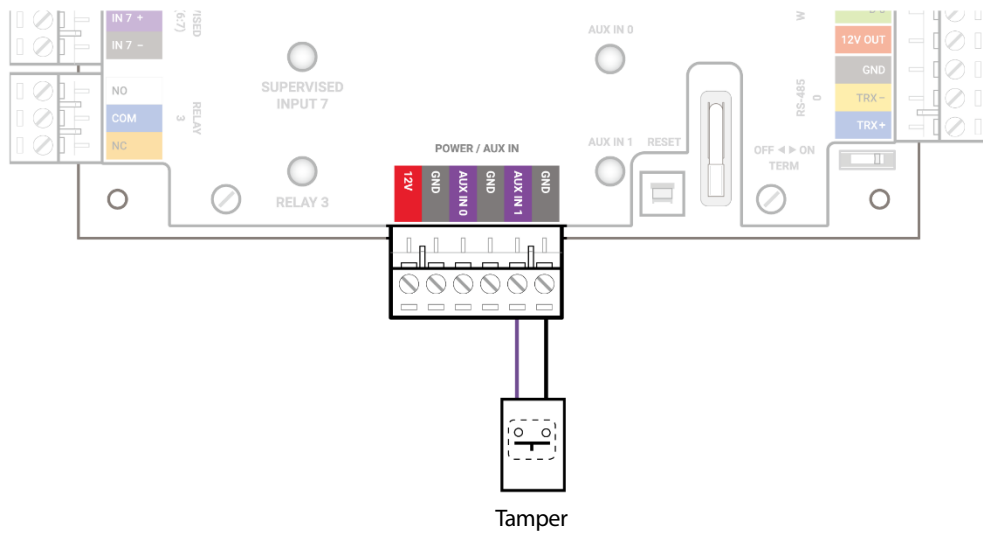 IN 7 +
IN 7 −
(6:7)
NO
COM
NC
RELAY
3
SUPERVISED
INPUT 7
RELAY 3
POWER / AUX IN
12V
GND
AUX IN 0
GND
AUX IN 1
GND
AUX IN 0
AUX IN 1
RESET
OFF ◄ ► ON
TERM
W
12V OUT
GND
TRX −
TRX+
RS-485
0
Tamper